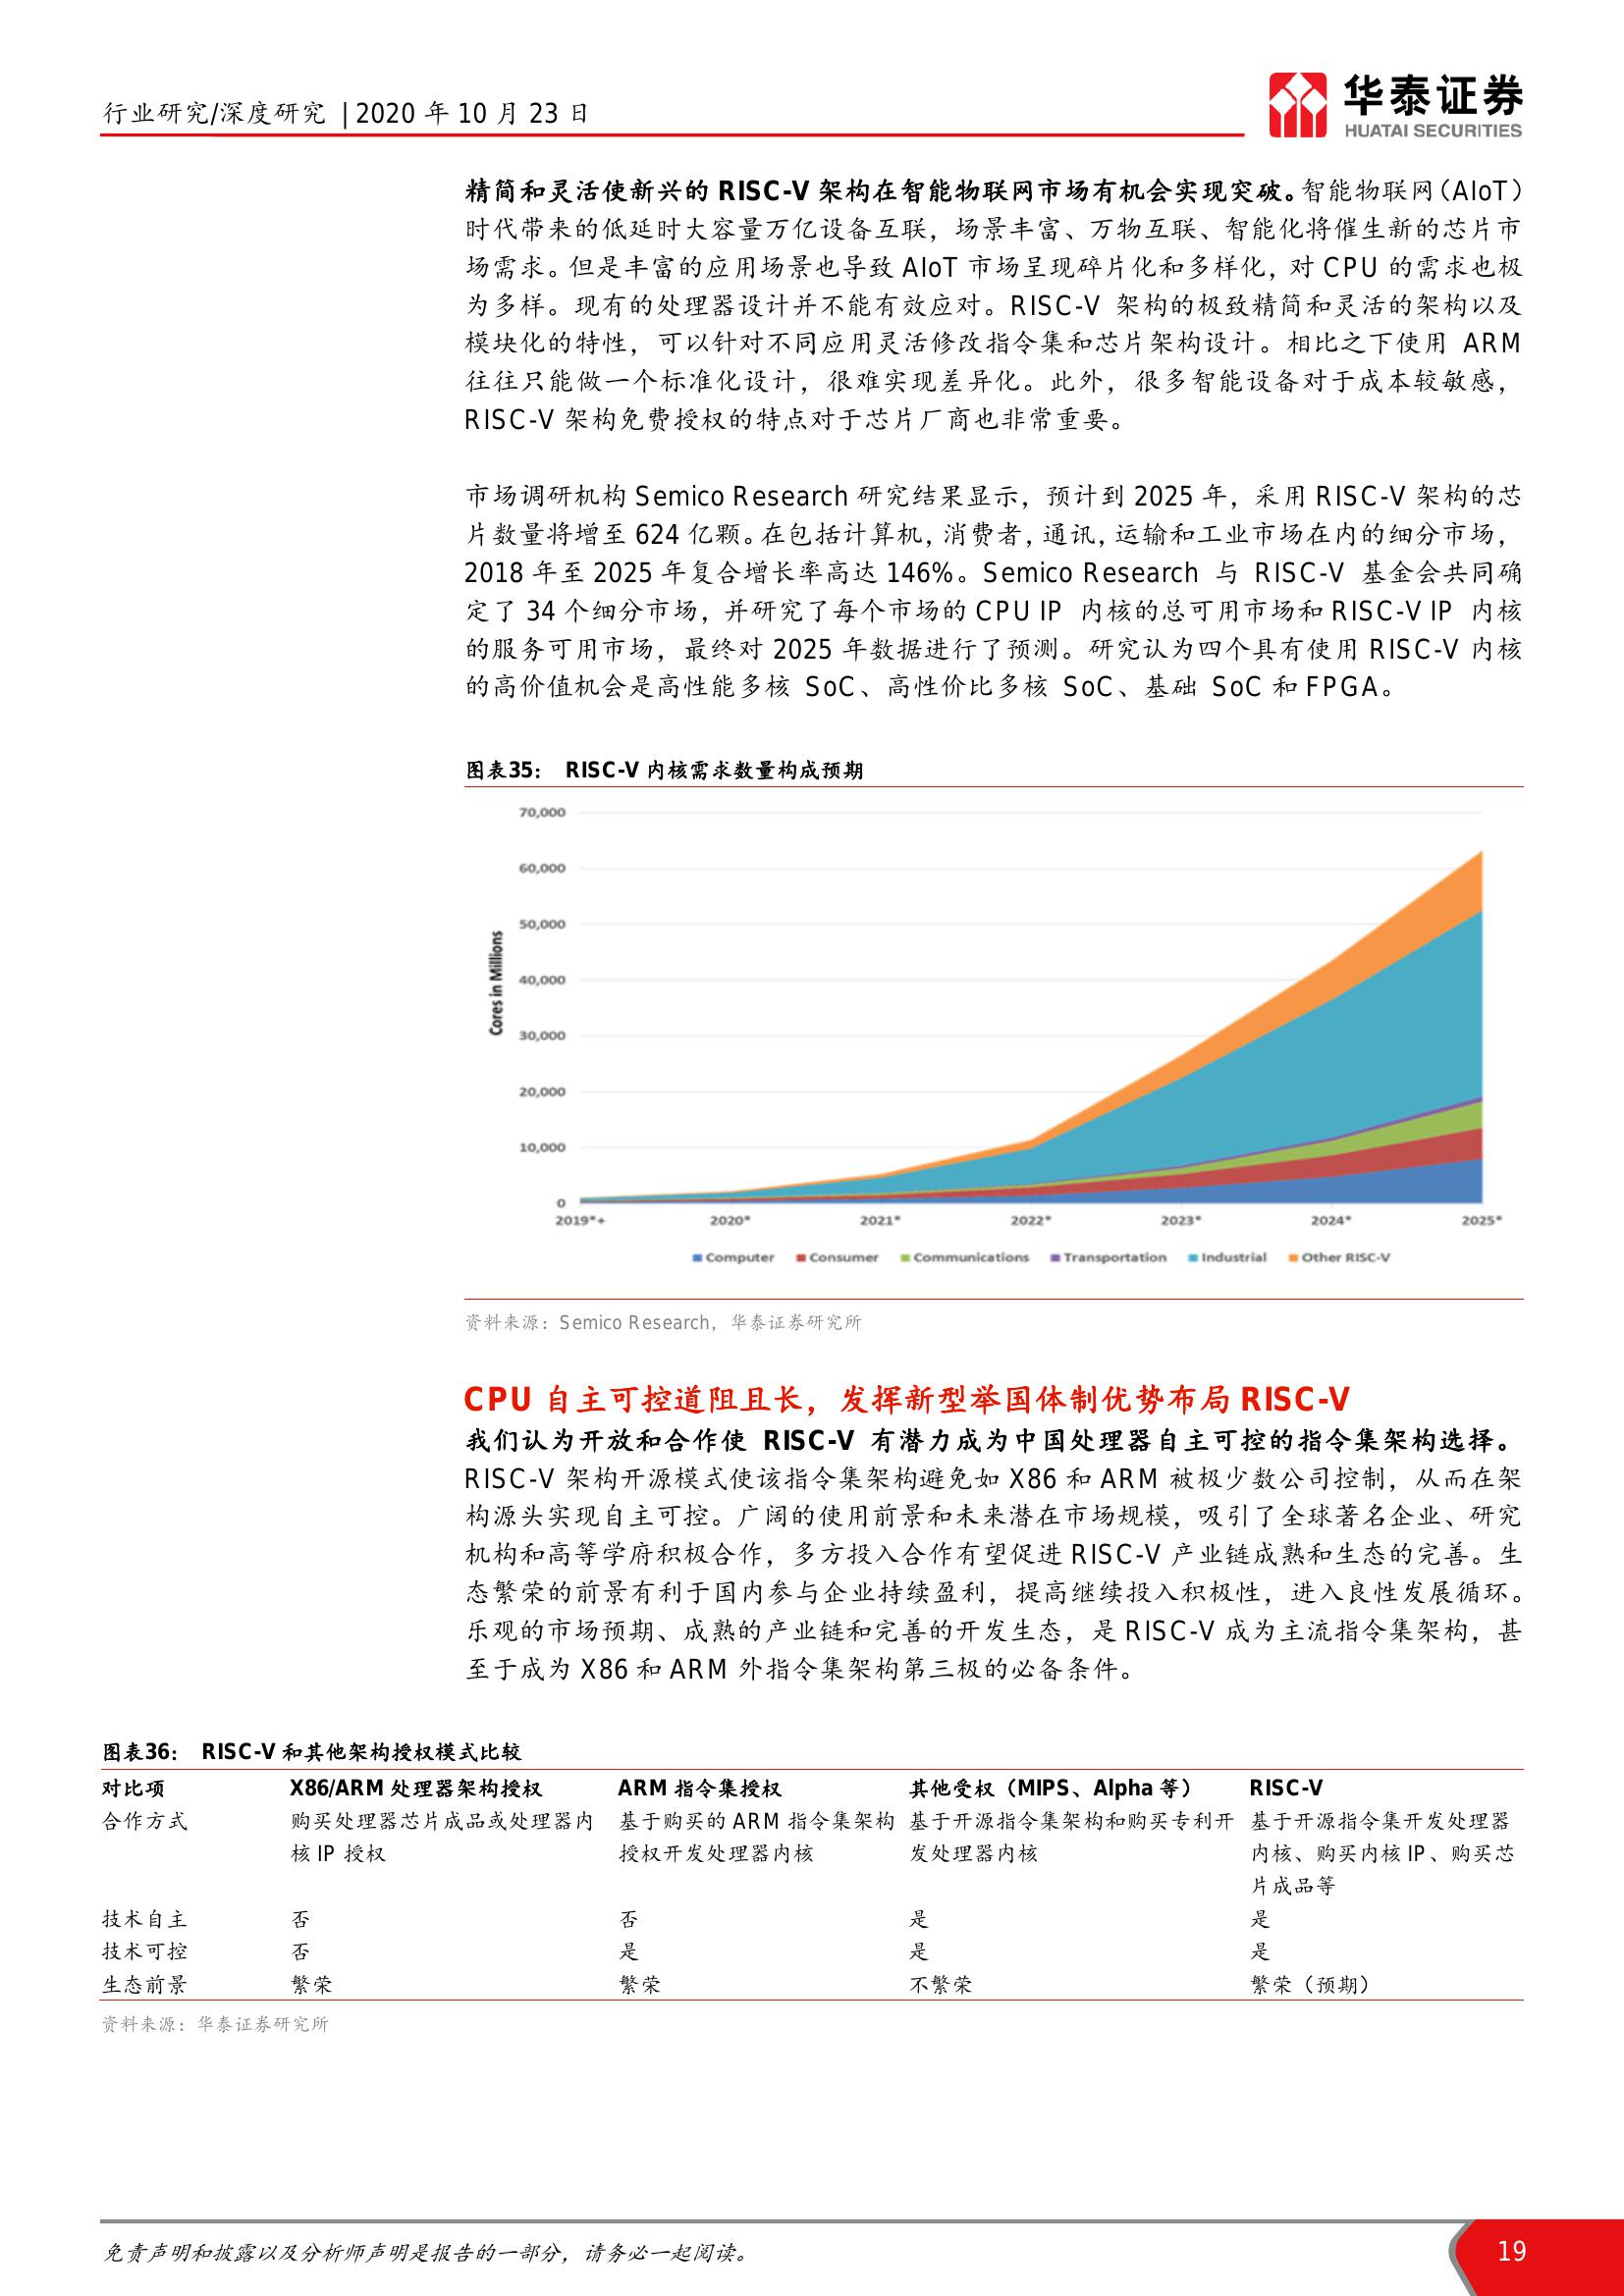 行业研究/深度研究 | 2020 年 10 月 23 日
华泰证券
HUATAI SECURITIES
精简和灵活使新兴的 RISC-V 架构在智能物联网市场有机会实现突破。智能物联网（AIoT）
时代带来的低延时大容量万亿设备互联，场景丰富、万物互联、智能化将催生新的芯片市
场需求。但是丰富的应用场景也导致 AIoT 市场呈现碎片化和多样化，对 CPU 的需求也极
为多样。现有的处理器设计并不能有效应对。RISC-V 架构的极致精简和灵活的架构以及
模块化的特性，可以针对不同应用灵活修改指令集和芯片架构设计。相比之下使用 ARM
往往只能做一个标准化设计，很难实现差异化。此外，很多智能设备对于成本较敏感，
RISC-V 架构免费授权的特点对于芯片厂商也非常重要。
市场调研机构 Semico Research 研究结果显示，预计到 2025 年，采用 RISC-V 架构的芯
片数量将增至 624 亿颗。在包括计算机，消费者，通讯，运输和工业市场在内的细分市场，
2018 年至 2025 年复合增长率高达 146%。Semico Research 与 RISC-V 基金会共同确
定了 34 个细分市场，并研究了每个市场的 CPU IP 内核的总可用市场和 RISC-V IP 内核
的服务可用市场，最终对 2025 年数据进行了预测。研究认为四个具有使用 RISC-V 内核
的高价值机会是高性能多核 SoC、高性价比多核 SoC、基础 SoC 和 FPGA。
图表35： RISC-V 内核需求数量构成预期
70,000
60,000
50,000
40,000
30,000
20,000
10,000
0
Cores in Millions
2019*+ 2020* 2021* 2022* 2023* 2024* 2025*
Computer Consumer Communications Transportation Industrial Other RISC-V
资料来源：Semico Research，华泰证券研究所
CPU 自主可控道阻且长，发挥新型举国体制优势布局 RISC-V
我们认为开放和合作使 RISC-V 有潜力成为中国处理器自主可控的指令集架构选择。
RISC-V 架构开源模式使该指令集架构避免如 X86 和 ARM 被极少数公司控制，从而在架
构源头实现自主可控。广阔的使用前景和未来潜在市场规模，吸引了全球著名企业、研究
机构和高等学府积极合作，多方投入合作有望促进 RISC-V 产业链成熟和生态的完善。生
态繁荣的前景有利于国内参与企业持续盈利，提高继续投入积极性，进入良性发展循环。
乐观的市场预期、成熟的产业链和完善的开发生态，是 RISC-V 成为主流指令集架构，甚
至于成为 X86 和 ARM 外指令集架构第三极的必备条件。
图表36： RISC-V 和其他架构授权模式比较
对比项 X86/ARM 处理器架构授权 ARM 指令集授权 其他受权（MIPS、Alpha 等） RISC-V
合作方式 购买处理器芯片成品或处理器内 基于购买的 ARM 指令集架构 基于开源指令集架构和购买专利开 基于开源指令集开发处理器
核 IP 授权 授权开发处理器内核 发处理器内核 内核、购买内核 IP、购买芯
片成品等
技术自主 否 否 是 是
技术可控 否 是 是 是
生态前景 繁荣 繁荣 不繁荣 繁荣（预期）
资料来源：华泰证券研究所
免责声明和披露以及分析师声明是报告的一部分，请务必一起阅读。
19